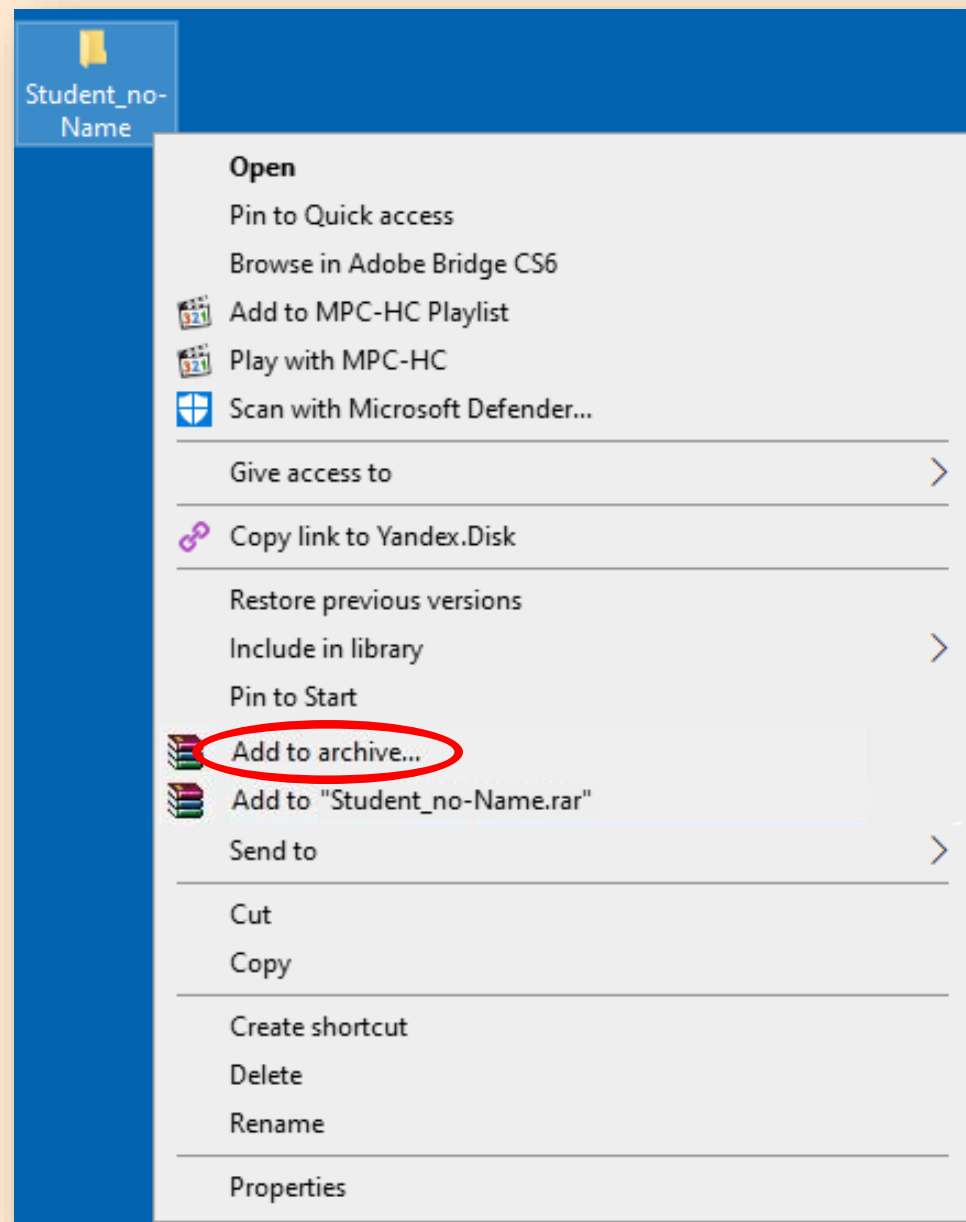 Student_no-
Name
Open
Pin to Quick access
Browse in Adobe Bridge CS6
321 Add to MPC-HC Playlist
321 Play with MPC-HC
Scan with Microsoft Defender...
Give access to
Copy link to Yandex.Disk
Restore previous versions
Include in library
Pin to Start
Add to archive...
Add to "Student_no-Name.rar"
Send to
Cut
Copy
Create shortcut
Delete
Rename
Properties